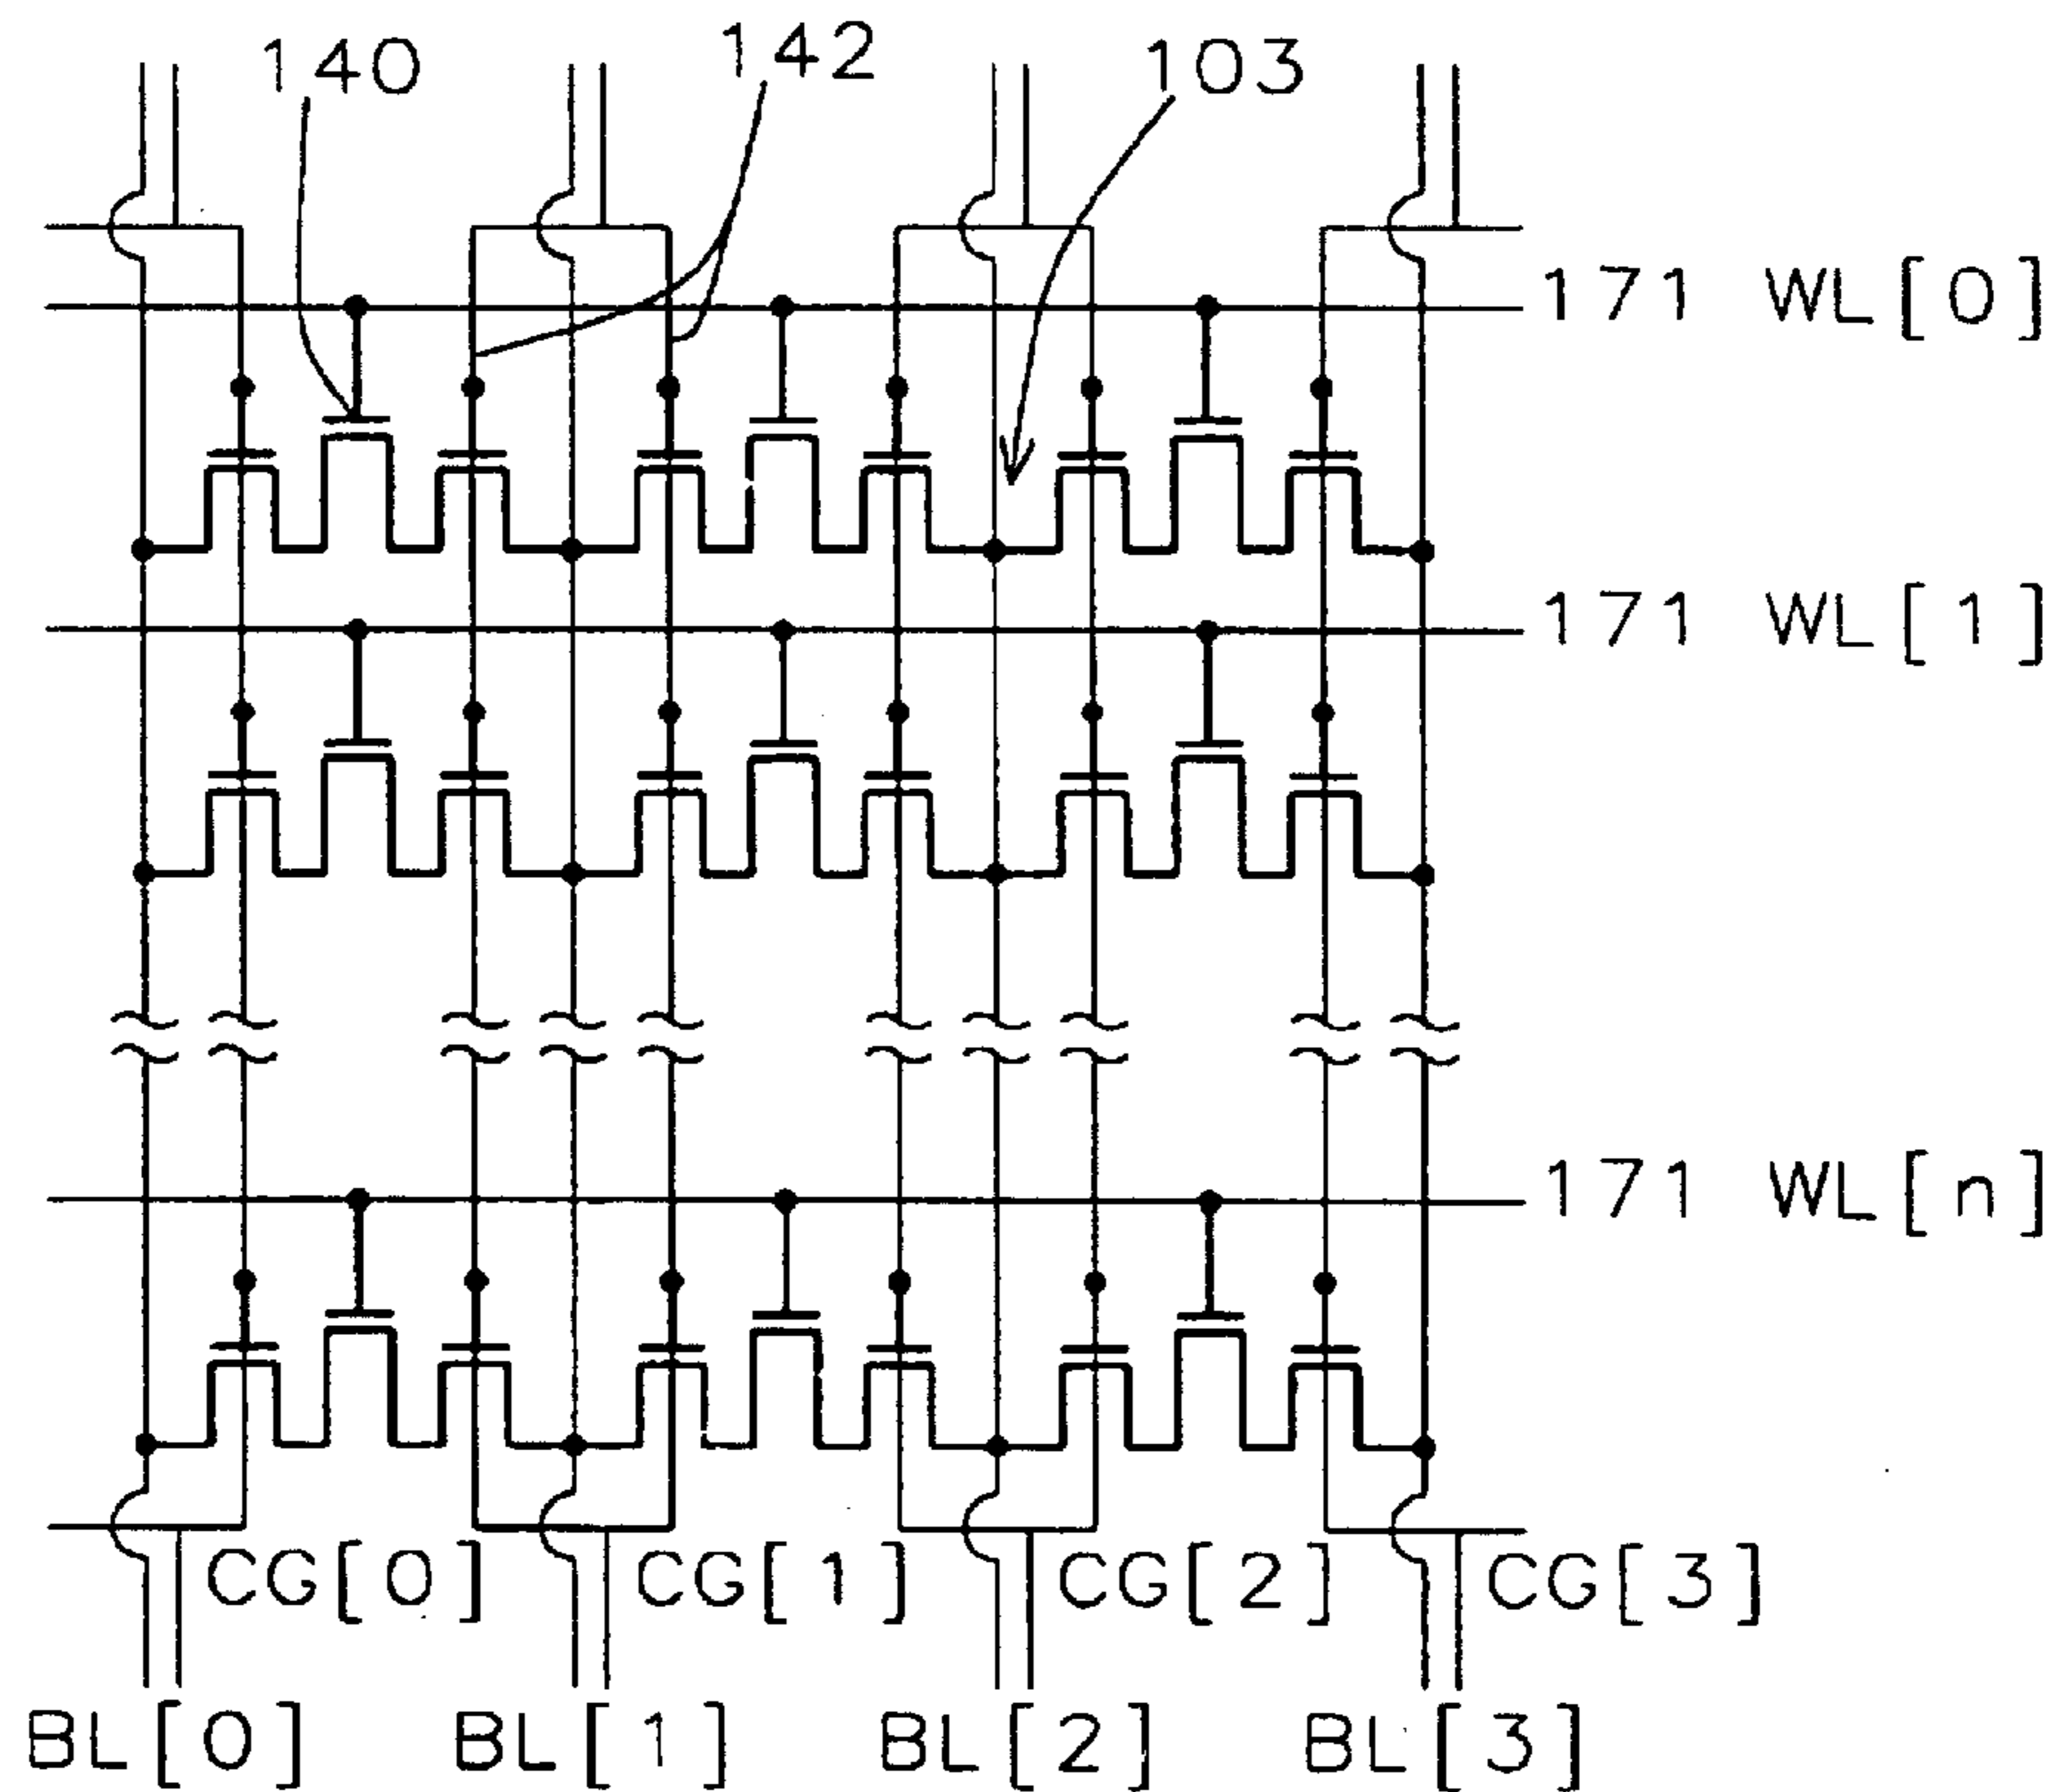 140 142 103
171 WL[0]
171 WL[1]
171 WL[n]
CG[0] CG[1] CG[2] CG[3]
BL[0] BL[1] BL[2] BL[3]